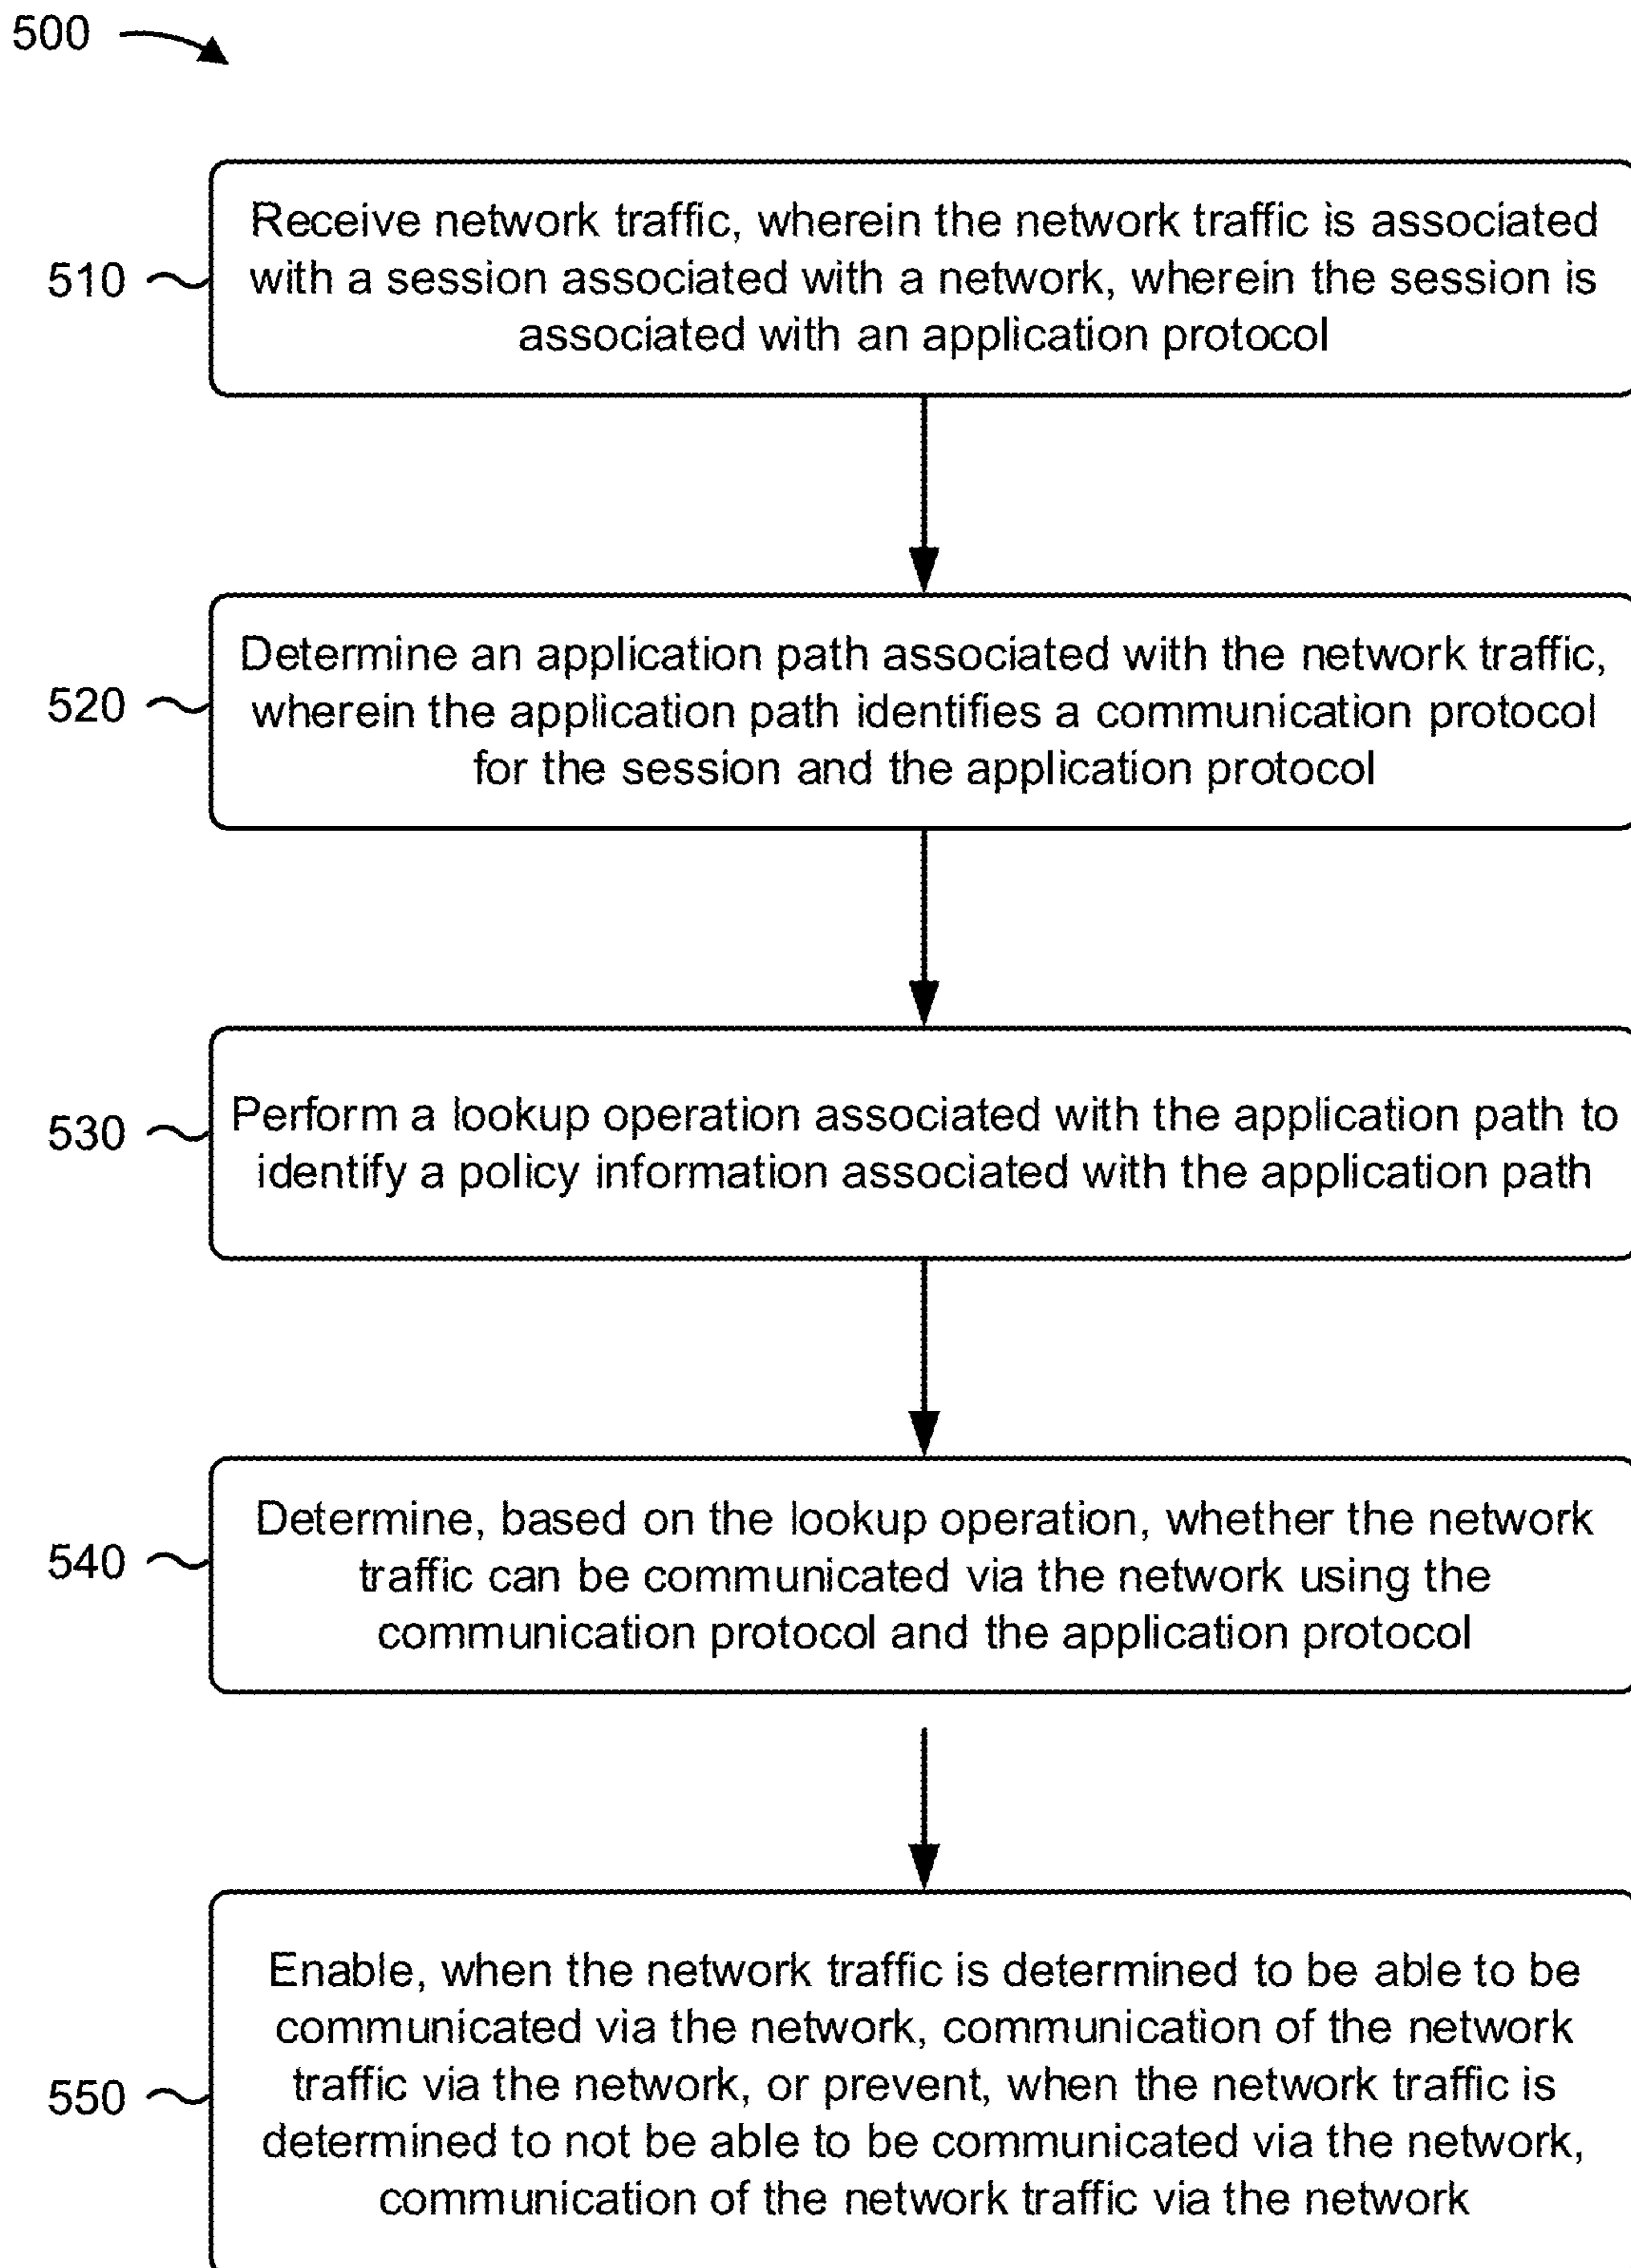 500
510
Receive network traffic, wherein the network traffic is associated
with a session associated with a network, wherein the session is
associated with an application protocol
520
Determine an application path associated with the network traffic,
wherein the application path identifies a communication protocol
for the session and the application protocol
530
Perform a lookup operation associated with the application path to
identify a policy information associated with the application path
540
Determine, based on the lookup operation, whether the network
traffic can be communicated via the network using the
communication protocol and the application protocol
550
Enable, when the network traffic is determined to be able to be
communicated via the network, communication of the network
traffic via the network, or prevent, when the network traffic is
determined to not be able to be communicated via the network,
communication of the network traffic via the network